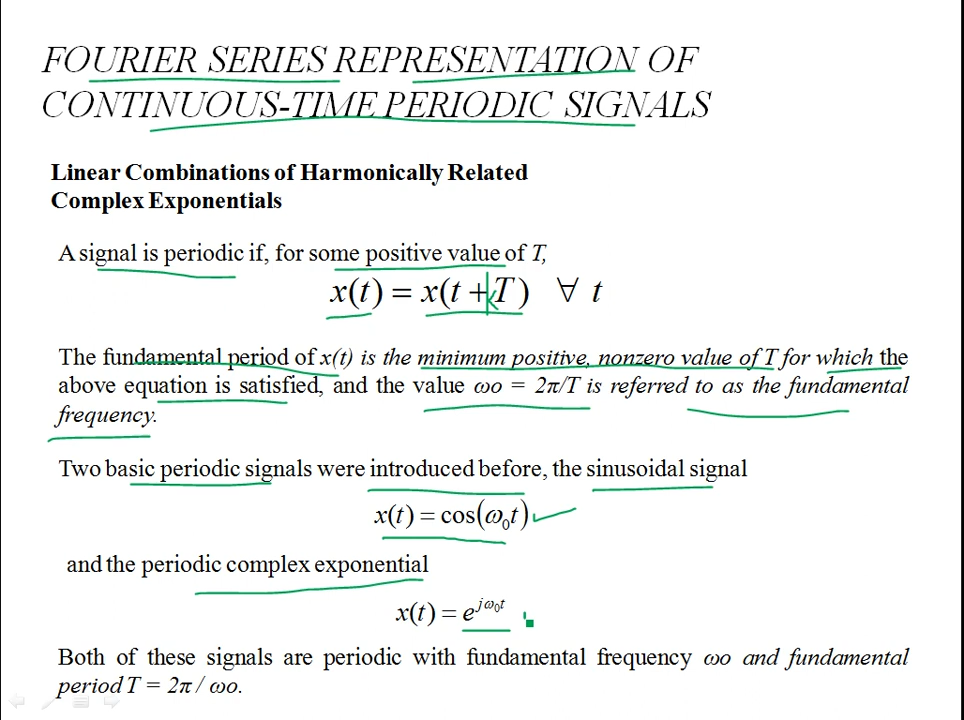 FOURIER SERIES REPRESENTATION OF
CONTINUOUS-TIME PERIODIC SIGNALS
Linear Combinations of Harmonically Related
Complex Exponentials
A signal is periodic if, for some positive value of T,
x(t) = x(t + kT) ∀ t
The fundamental period of x(t) is the minimum positive, nonzero value of T for which the
above equation is satisfied, and the value ωo = 2π/T is referred to as the fundamental
frequency.
Two basic periodic signals were introduced before, the sinusoidal signal
x(t) = cos(ω₀t)
and the periodic complex exponential
x(t) = e^{jω₀t}
Both of these signals are periodic with fundamental frequency ωo and fundamental
period T = 2π / ωo.